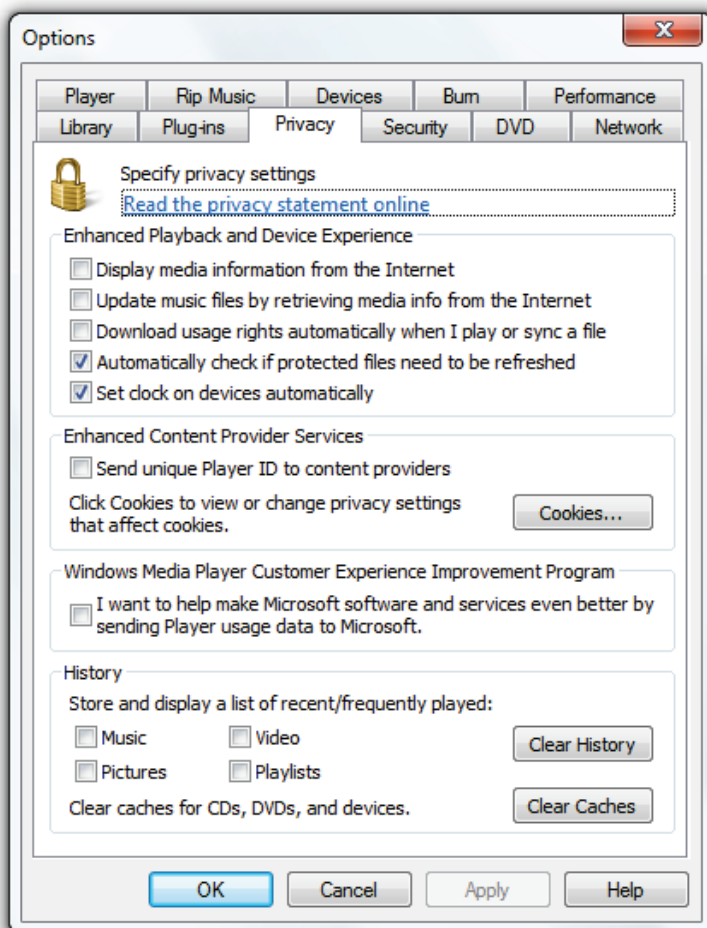 Options
Player Rip Music Devices Burn Performance
Library Plug-ins Privacy Security DVD Network
Specify privacy settings
Read the privacy statement online
Enhanced Playback and Device Experience
Display media information from the Internet
Update music files by retrieving media info from the Internet
Download usage rights automatically when I play or sync a file
Automatically check if protected files need to be refreshed
Set clock on devices automatically
Enhanced Content Provider Services
Send unique Player ID to content providers
Click Cookies to view or change privacy settings
that affect cookies.
Cookies...
Windows Media Player Customer Experience Improvement Program
I want to help make Microsoft software and services even better by
sending Player usage data to Microsoft.
History
Store and display a list of recent/frequently played:
Music Video
Clear History
Pictures Playlists
Clear caches for CDs, DVDs, and devices.
Clear Caches
OK Cancel Apply Help